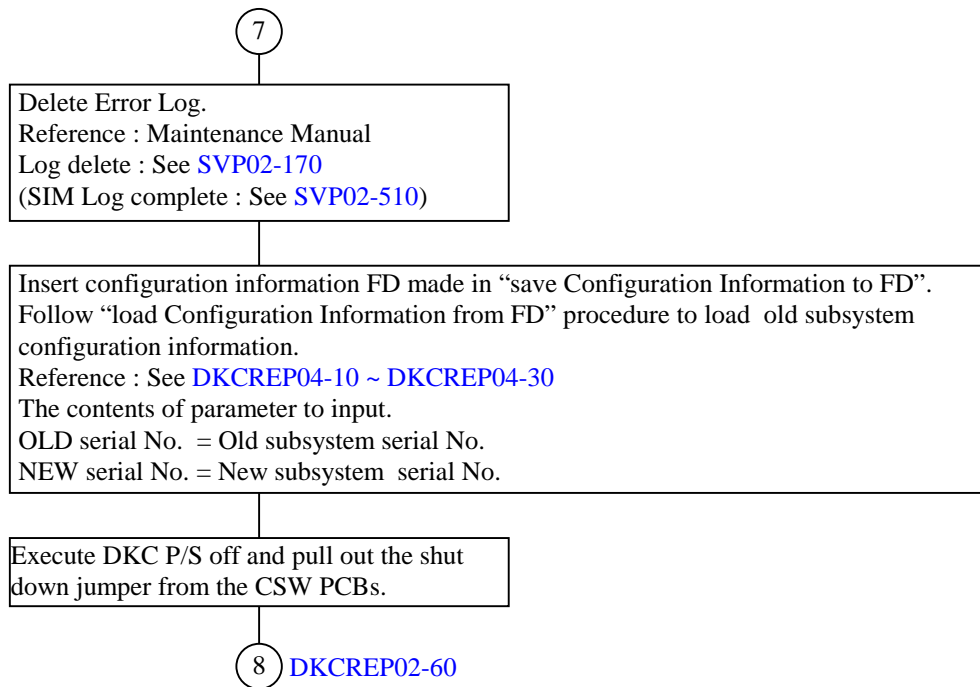 7
Delete Error Log.
Reference : Maintenance Manual
Log delete : See SVP02-170
(SIM Log complete : See SVP02-510)
Insert configuration information FD made in “save Configuration Information to FD”.
Follow “load Configuration Information from FD” procedure to load  old subsystem
configuration information.
Reference : See DKCREP04-10 ~ DKCREP04-30
The contents of parameter to input.
OLD serial No.  = Old subsystem serial No.
NEW serial No. = New subsystem  serial No.
Execute DKC P/S off and pull out the shut
down jumper from the CSW PCBs.
8 DKCREP02-60